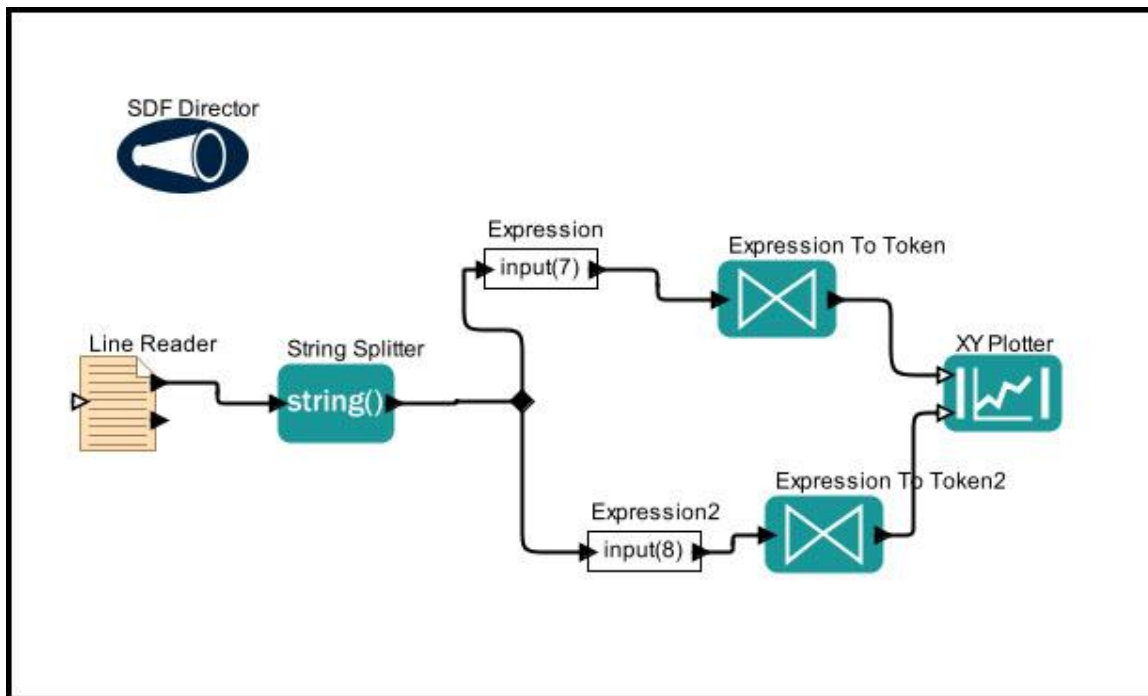 SDF Director
Expression
input(7)
Expression To Token
Line Reader
String Splitter
string()
XY Plotter
Expression To Token2
Expression2
input(8)